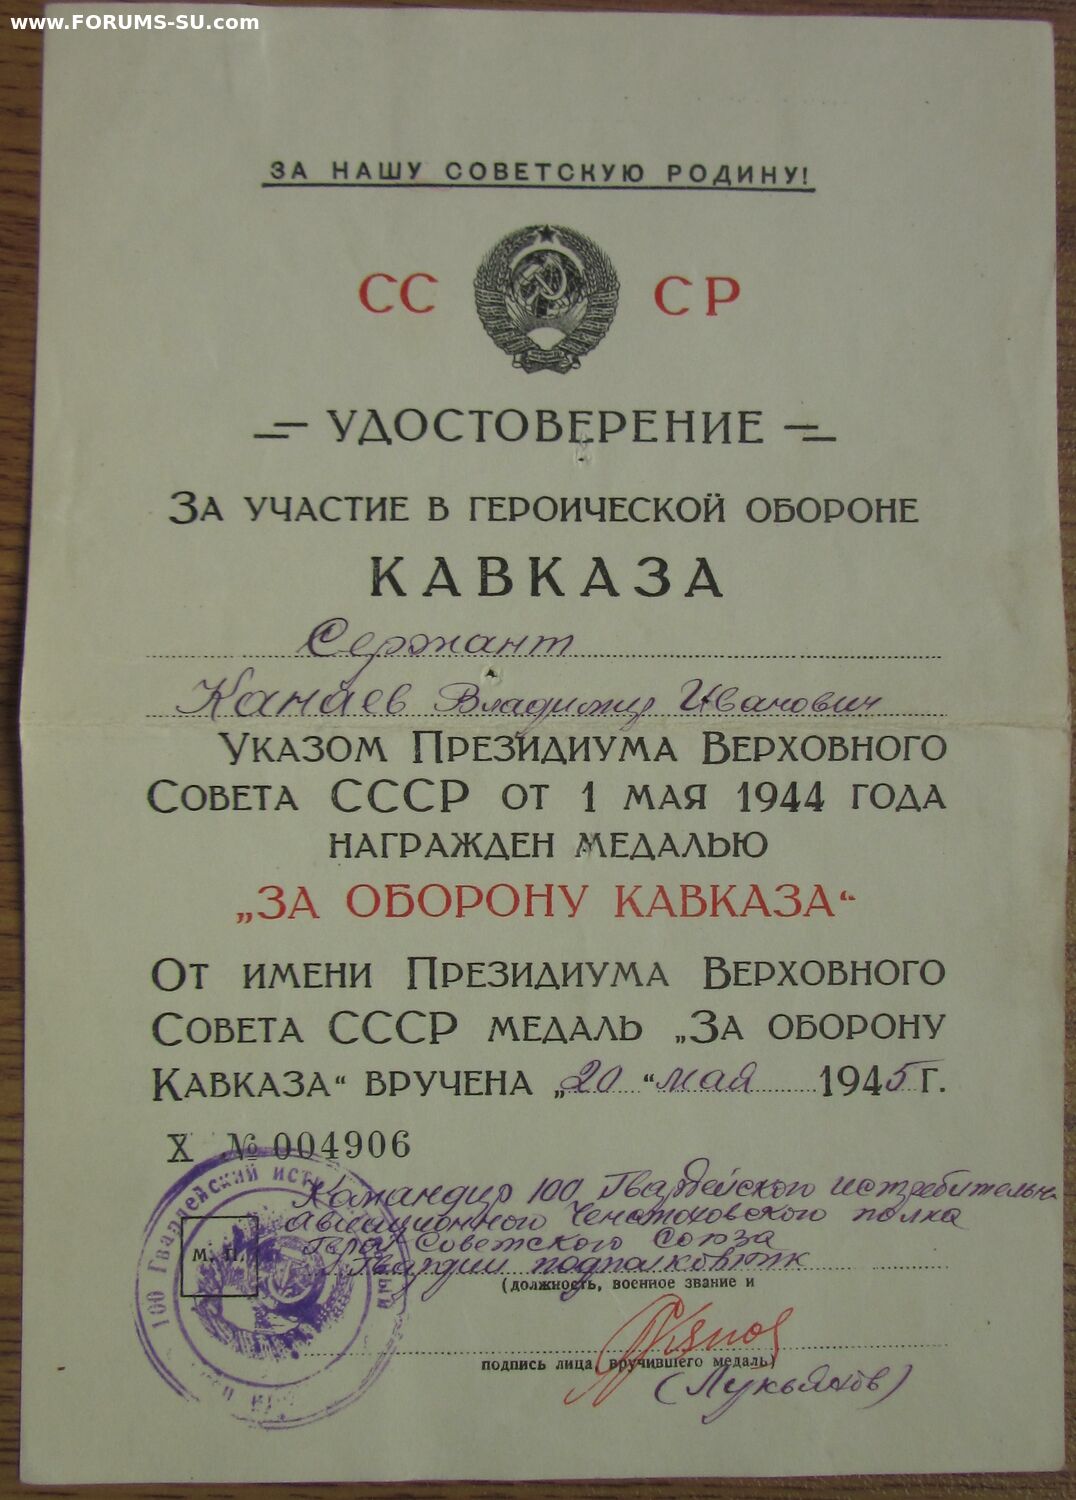 www.FORUMS-SU.com
ЗА НАШУ СОВЕТСКУЮ РОДИНУ!
СС СР
УДОСТОВЕРЕНИЕ
ЗА УЧАСТИЕ В ГЕРОИЧЕСКОЙ ОБОРОНЕ
КАВКАЗА
Сержант
Канаев Владимир Иванович
УКАЗОМ ПРЕЗИДИУМА ВЕРХОВНОГО
СОВЕТА СССР ОТ 1 МАЯ 1944 ГОДА
НАГРАЖДЕН МЕДАЛЬЮ
„ЗА ОБОРОНУ КАВКАЗА“
ОТ ИМЕНИ ПРЕЗИДИУМА ВЕРХОВНОГО
СОВЕТА СССР МЕДАЛЬ „ЗА ОБОРОНУ
КАВКАЗА“ ВРУЧЕНА „20“ мая 1945 Г.
Х № 004906
100 Гвардейский
М. П.
Командир 100 Гвардейского истребительн
авиационного Ченстоховского полка
Герой Советского Союза
Гвардии подполковник
(должность, военное звание и
подпись лица, вручившего медаль)
(Лукьянов)